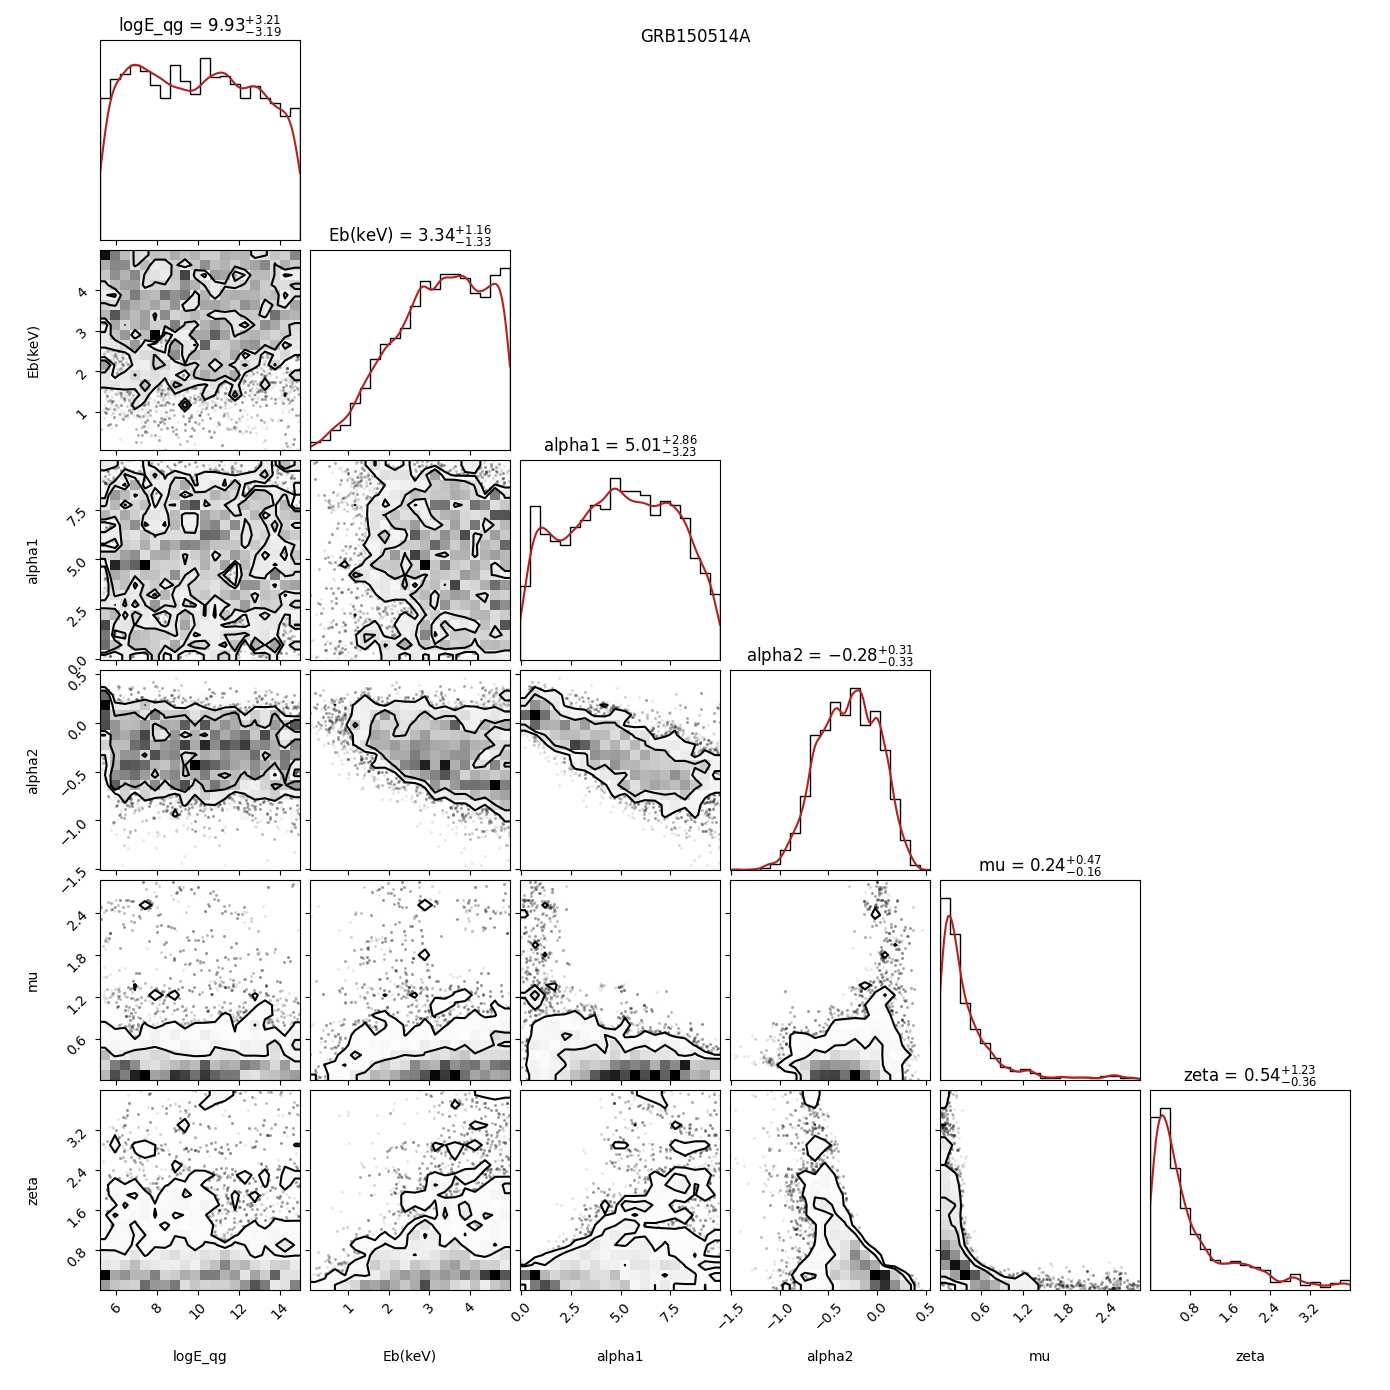 GRB150514A
logE_qg = 9.93+3.21−3.19
Eb(keV) = 3.34+1.16−1.33
Eb(keV)
4
3
2
1
alpha1 = 5.01+2.86−3.23
alpha1
7.5
5.0
2.5
0.0
alpha2 = −0.28+0.31−0.33
alpha2
0.5
0.0
−0.5
−1.0
−1.5
mu = 0.24+0.47−0.16
mu
2.4
1.8
1.2
0.6
zeta = 0.54+1.23−0.36
zeta
3.2
2.4
1.6
0.8
6 8 10 12 14 1 2 3 4 0.0 2.5 5.0 7.5 −1.5 −1.0 −0.5 0.0 0.5 0.6 1.2 1.8 2.4 0.8 1.6 2.4 3.2
logE_qg Eb(keV) alpha1 alpha2 mu zeta